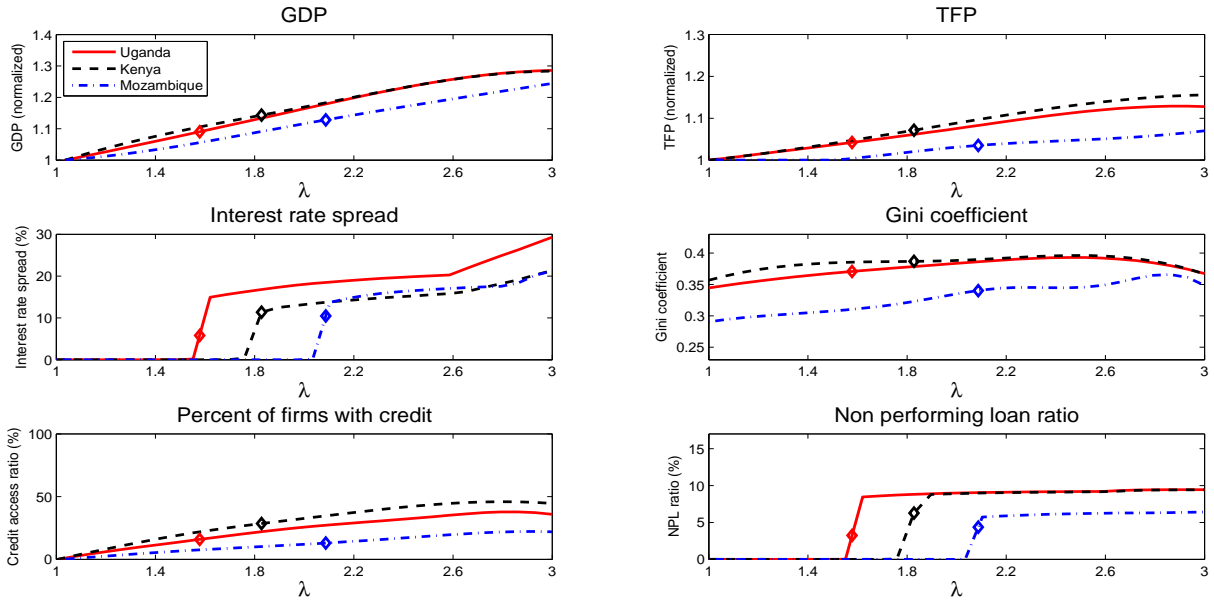 GDP
GDP (normalized)
1.4
1.3
1.2
1.1
1
Uganda
Kenya
Mozambique
1 1.4 1.8 2.2 2.6 3
λ
TFP
TFP (normalized)
1.3
1.2
1.1
1
1 1.4 1.8 2.2 2.6 3
λ
Interest rate spread
Interest rate spread (%)
30
20
10
0
1 1.4 1.8 2.2 2.6 3
λ
Gini coefficient
Gini coefficient
0.4
0.35
0.3
0.25
1 1.4 1.8 2.2 2.6 3
λ
Percent of firms with credit
Credit access ratio (%)
100
50
0
1 1.4 1.8 2.2 2.6 3
λ
Non performing loan ratio
NPL ratio (%)
15
10
5
0
1 1.4 1.8 2.2 2.6 3
λ